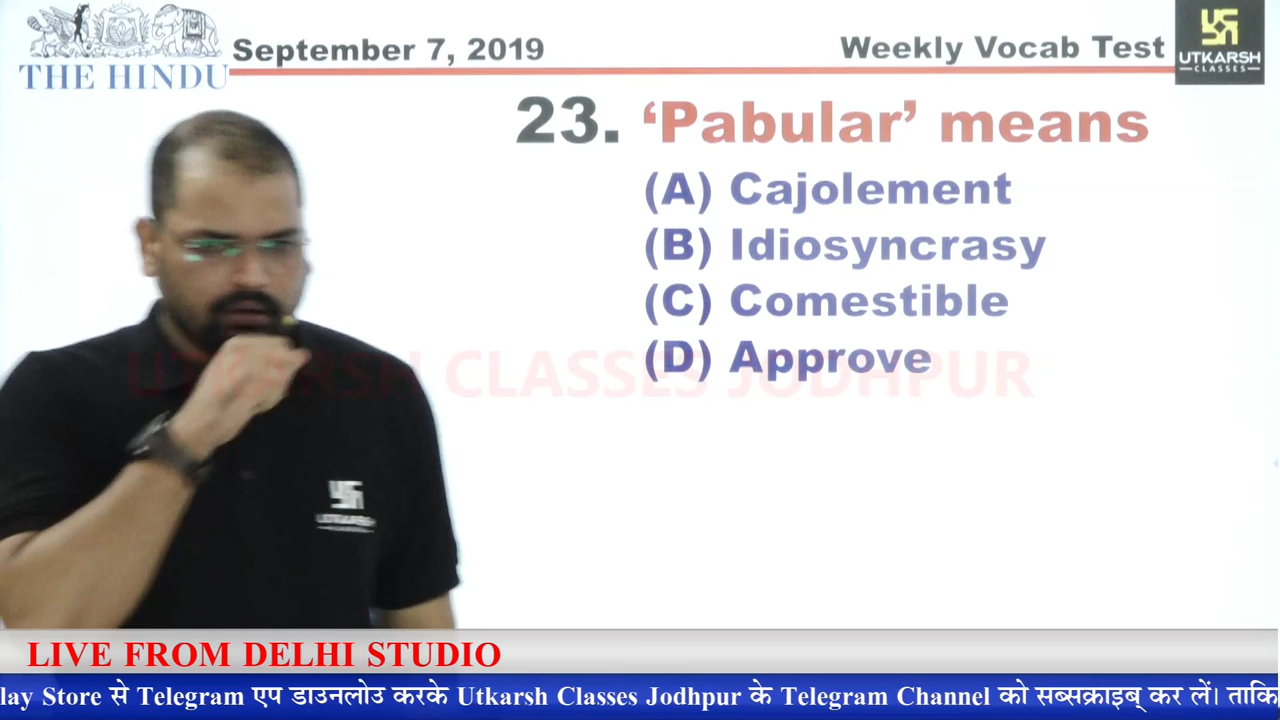 THE HINDU
September 7, 2019
Weekly Vocab Test
UTKARSH
CLASSES
23. ‘Pabular’ means
(A) Cajolement
(B) Idiosyncrasy
(C) Comestible
(D) Approve
UTKARSH CLASSES JODHPUR
UTKARSH
CLASSES
LIVE FROM DELHI STUDIO
lay Store से Telegram एप डाउनलोउ करके Utkarsh Classes Jodhpur के Telegram Channel को सब्सक्राइब् कर लें। ताकि